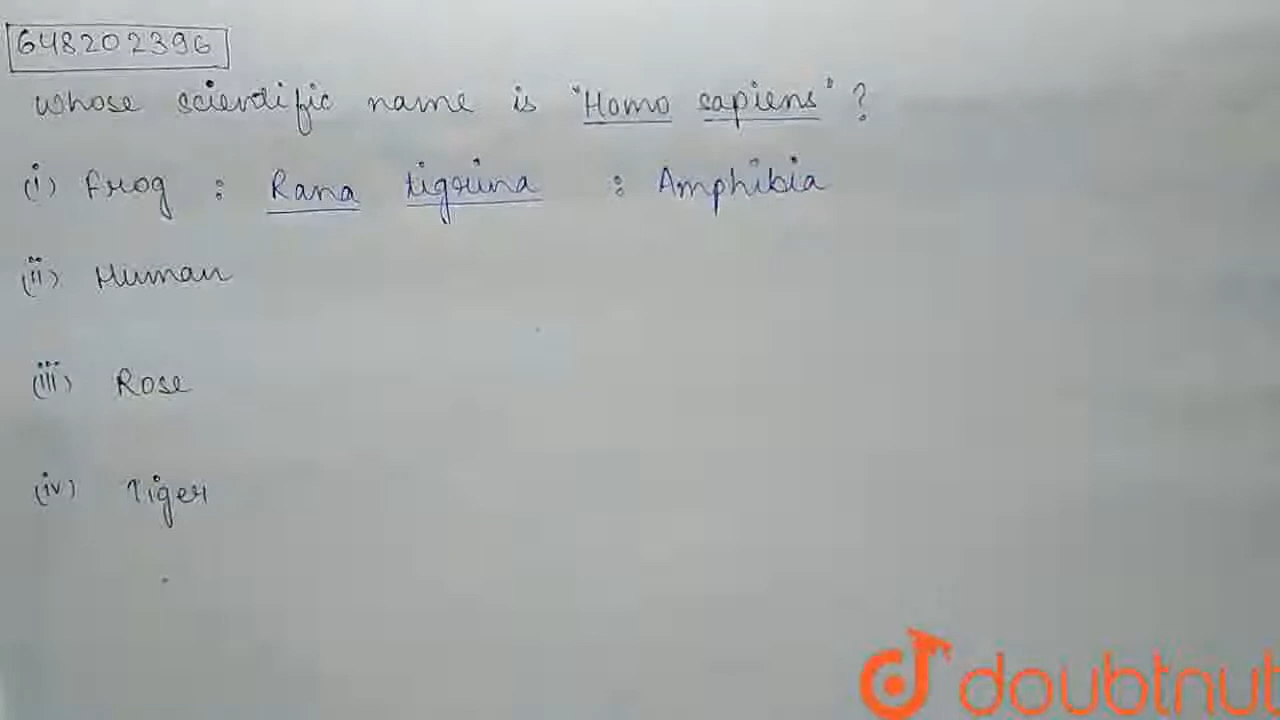 648202396
Whose scientific name is "Homo sapiens" ?
(i) Frog : Rana tigrina : Amphibia
(ii) Human
(iii) Rose
(iv) Tiger
doubtnut